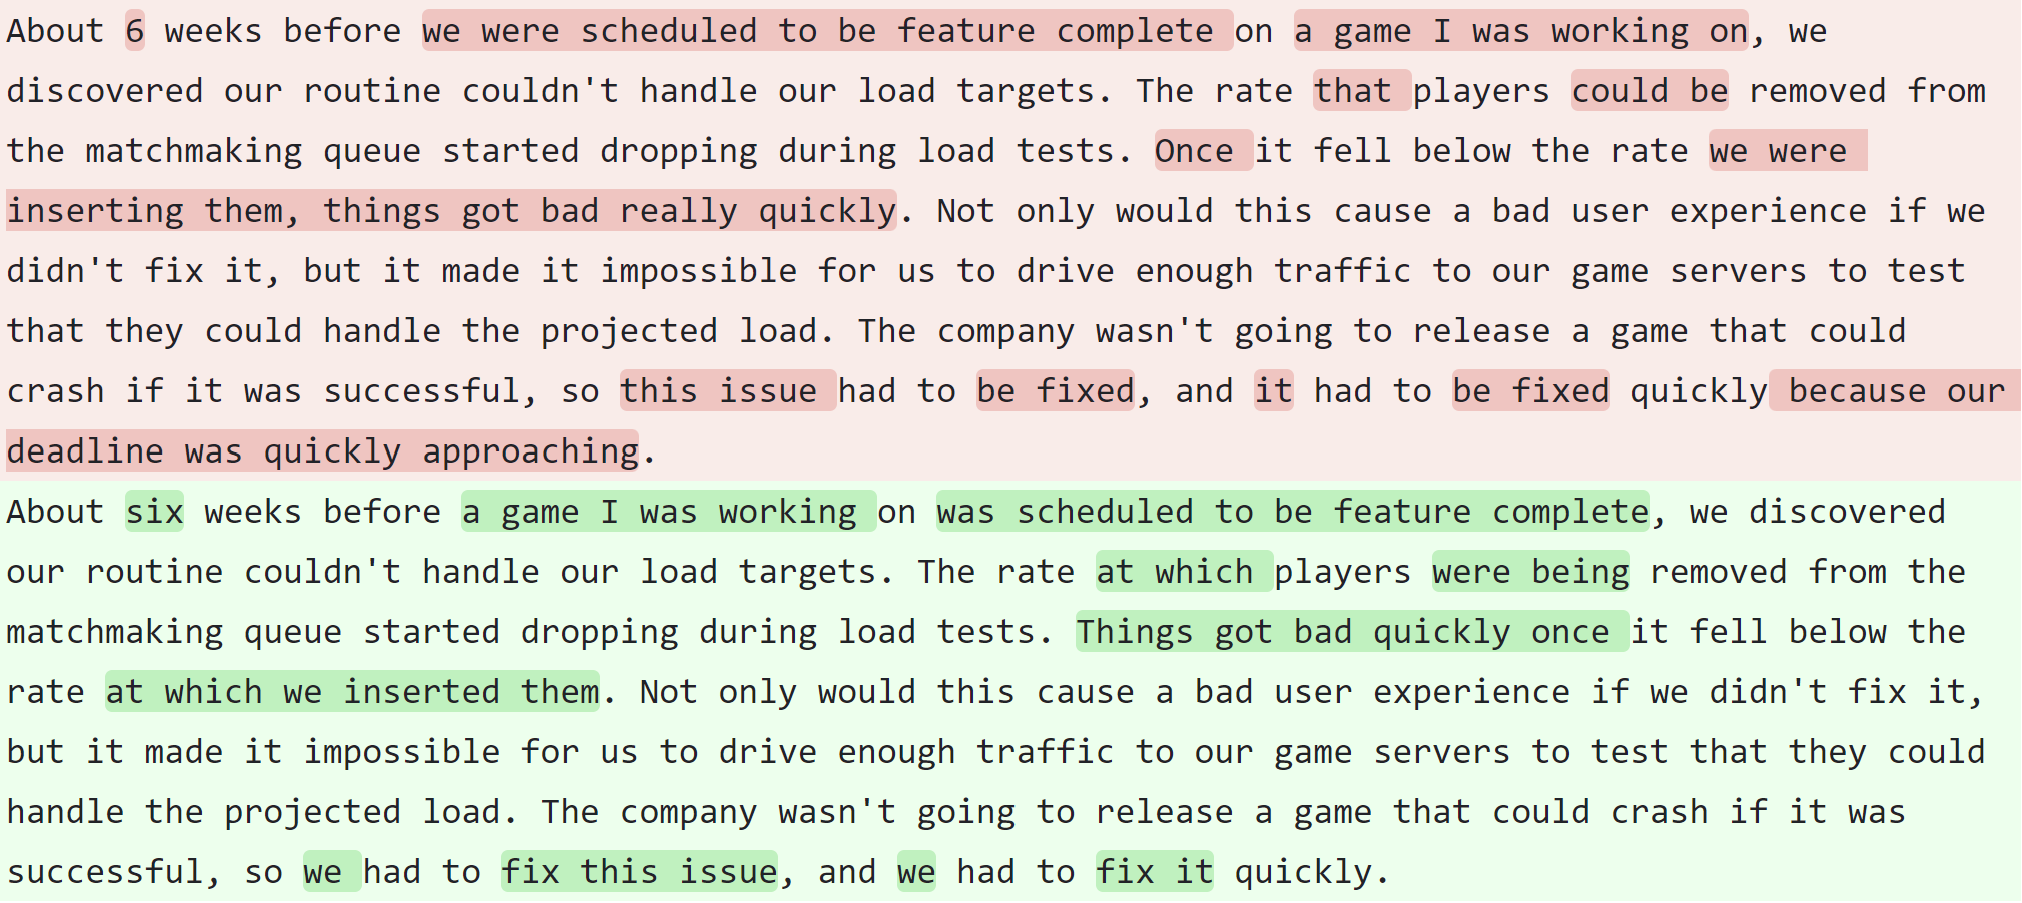 About 6 weeks before we were scheduled to be feature complete on a game I was working on, we
discovered our routine couldn't handle our load targets. The rate that players could be removed from
the matchmaking queue started dropping during load tests. Once it fell below the rate we were
inserting them, things got bad really quickly. Not only would this cause a bad user experience if we
didn't fix it, but it made it impossible for us to drive enough traffic to our game servers to test
that they could handle the projected load. The company wasn't going to release a game that could
crash if it was successful, so this issue had to be fixed, and it had to be fixed quickly because our
deadline was quickly approaching.
About six weeks before a game I was working on was scheduled to be feature complete, we discovered
our routine couldn't handle our load targets. The rate at which players were being removed from the
matchmaking queue started dropping during load tests. Things got bad quickly once it fell below the
rate at which we inserted them. Not only would this cause a bad user experience if we didn't fix it,
but it made it impossible for us to drive enough traffic to our game servers to test that they could
handle the projected load. The company wasn't going to release a game that could crash if it was
successful, so we had to fix this issue, and we had to fix it quickly.